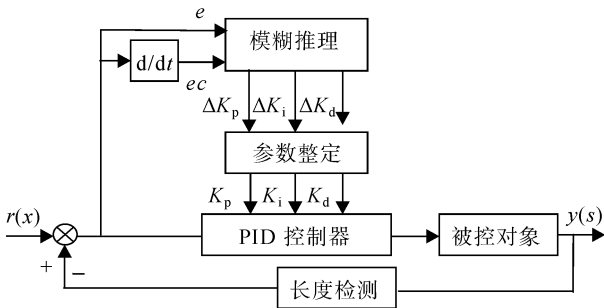 e
模糊推理
d/dt
ec
ΔKp ΔKi ΔKd
参数整定
Kp Ki Kd
r(x)
PID 控制器
被控对象
y(s)
+
−
长度检测